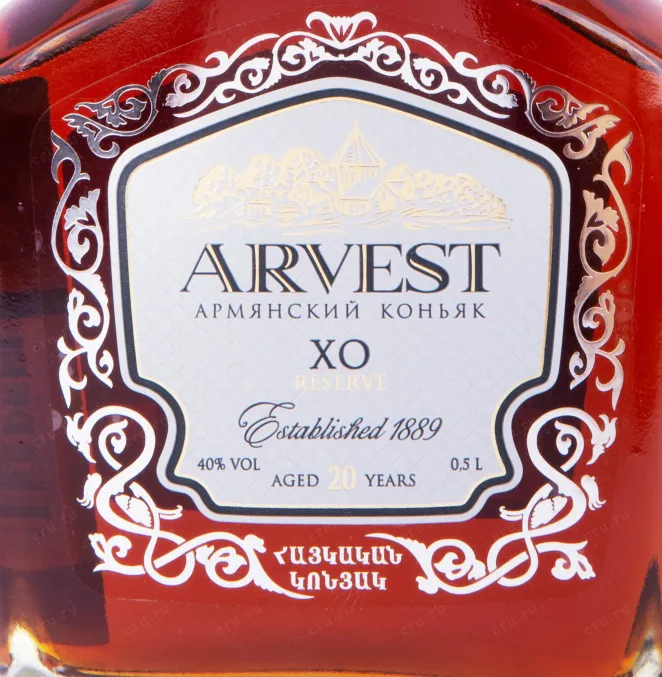 ARVEST
АРМЯНСКИЙ КОНЬЯК
XO
RESERVE
Established 1889
40% VOL
0,5 L
AGED 20 YEARS
ՀԱՅԿԱԿԱՆ
ԿՈՆՅԱԿ